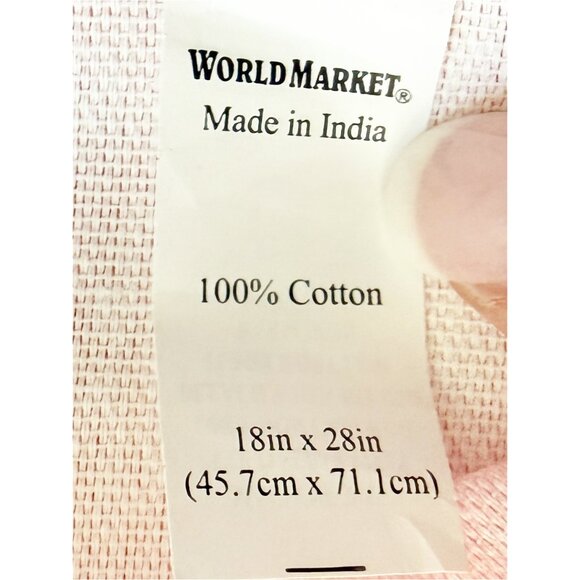 WORLD MARKET®
Made in India
100% Cotton
18in x 28in
(45.7cm x 71.1cm)